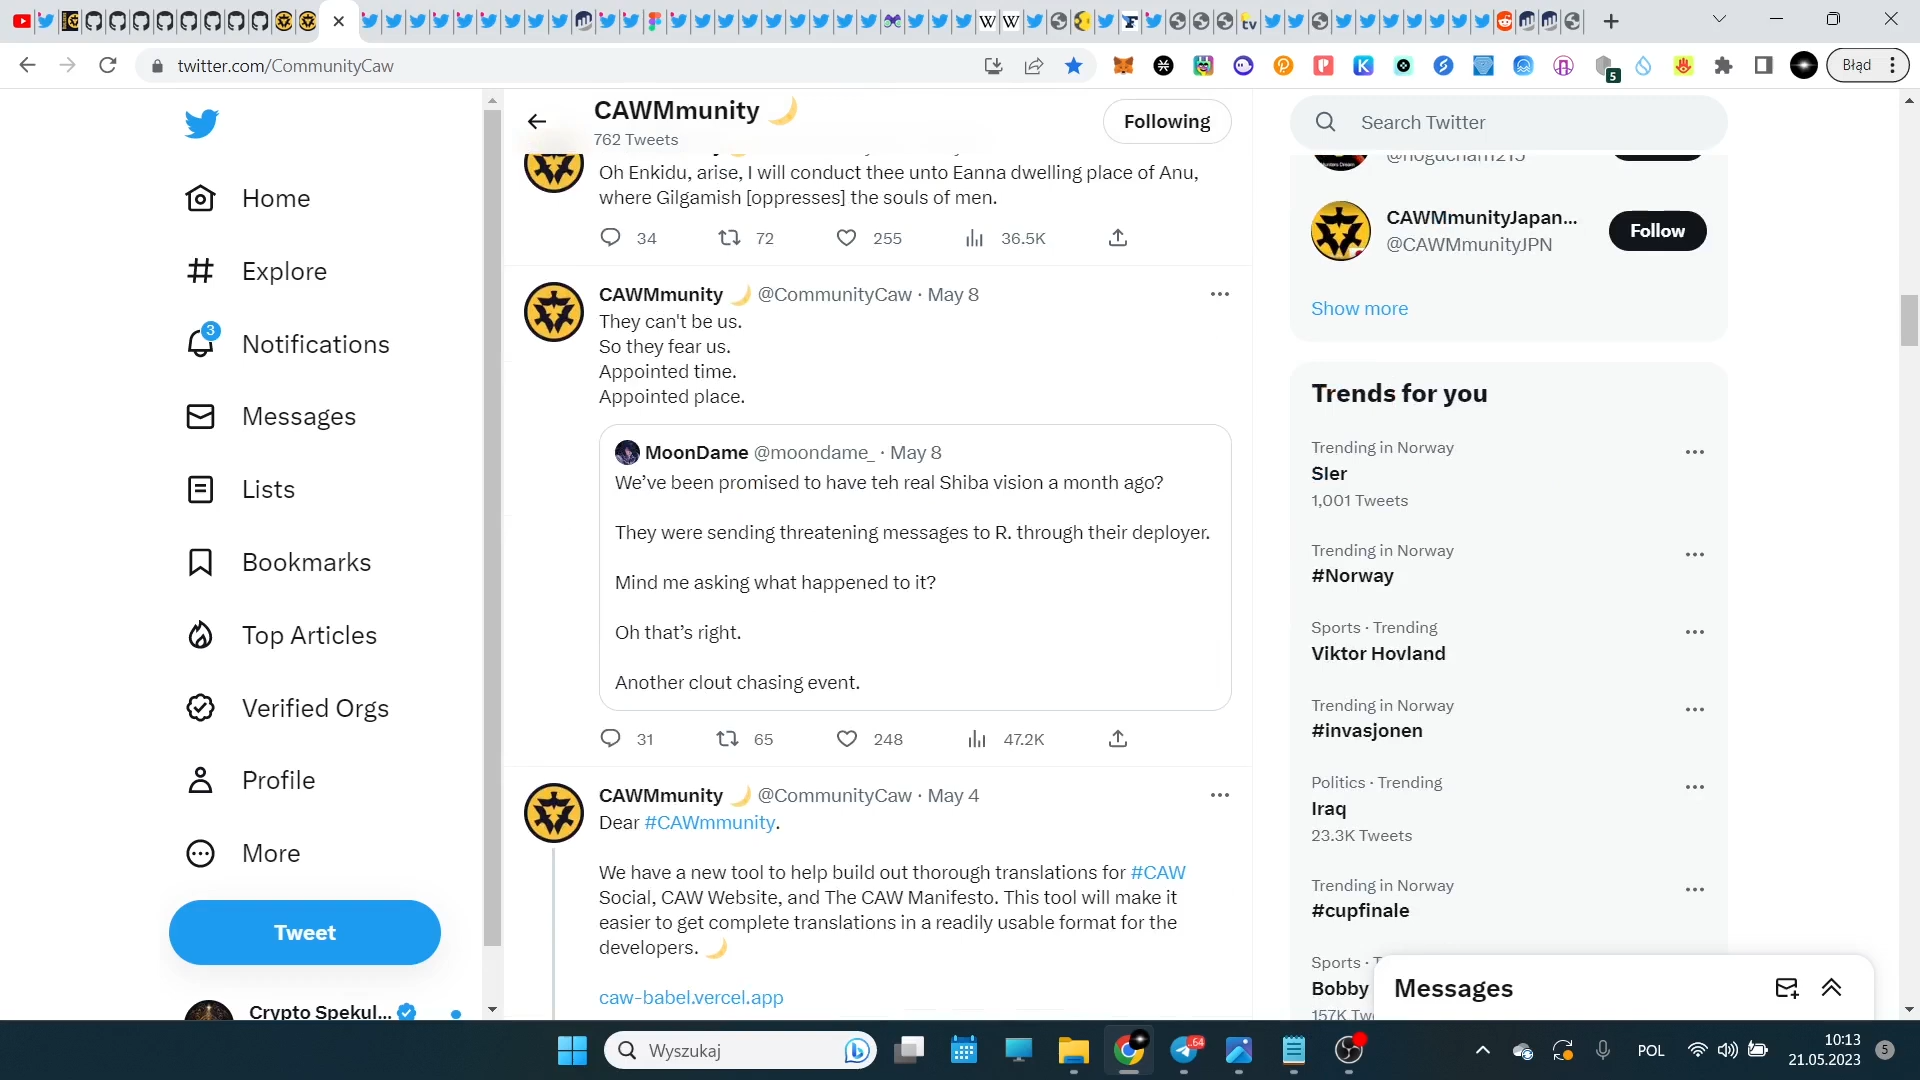 twitter.com/CommunityCaw
Błąd
CAWMmunity 🌙
762 Tweets
Following
Search Twitter
Home
Explore
3
Notifications
Messages
Lists
Bookmarks
Top Articles
Verified Orgs
Profile
More
Tweet
Crypto Spekul...
Oh Enkidu, arise, I will conduct thee unto Eanna dwelling place of Anu,
where Gilgamish [oppresses] the souls of men.
34 72 255 36.5K
CAWMmunity 🌙 @CommunityCaw · May 8
They can't be us.
So they fear us.
Appointed time.
Appointed place.
MoonDame @moondame_ · May 8
We’ve been promised to have teh real Shiba vision a month ago?
They were sending threatening messages to R. through their deployer.
Mind me asking what happened to it?
Oh that’s right.
Another clout chasing event.
31 65 248 47.2K
CAWMmunity 🌙 @CommunityCaw · May 4
Dear #CAWmmunity.
We have a new tool to help build out thorough translations for #CAW
Social, CAW Website, and The CAW Manifesto. This tool will make it
easier to get complete translations in a readily usable format for the
developers. 🌙
caw-babel.vercel.app
CAWMmunityJapan...
@CAWMmunityJPN
Follow
Show more
Trends for you
Trending in Norway
Sler
1,001 Tweets
Trending in Norway
#Norway
Sports · Trending
Viktor Hovland
Trending in Norway
#invasjonen
Politics · Trending
Iraq
23.3K Tweets
Trending in Norway
#cupfinale
Sports ·
Bobby
157K
Messages
Wyszukaj
64
POL
10:13
21.05.2023
5